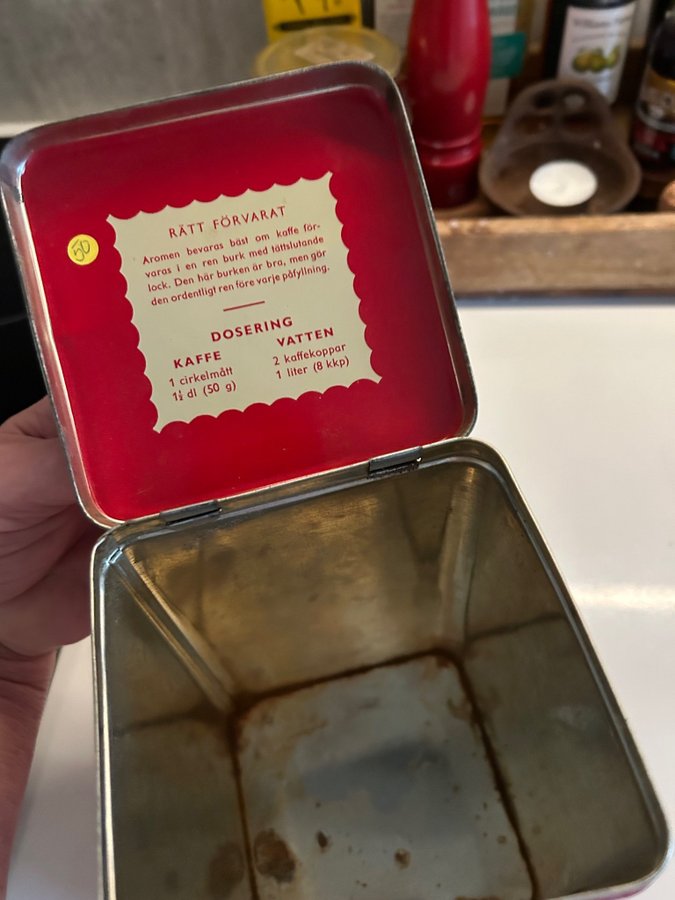 50
RÄTT FÖRVARAT
Aromen bevaras bäst om kaffe för-
varas i en ren burk med tättslutande
lock. Den här burken är bra, men gör
den ordentligt ren före varje påfyllning.
DOSERING
KAFFE VATTEN
1 cirkelmått 2 kaffekoppar
1½ dl (50 g) 1 liter (8 kkp)